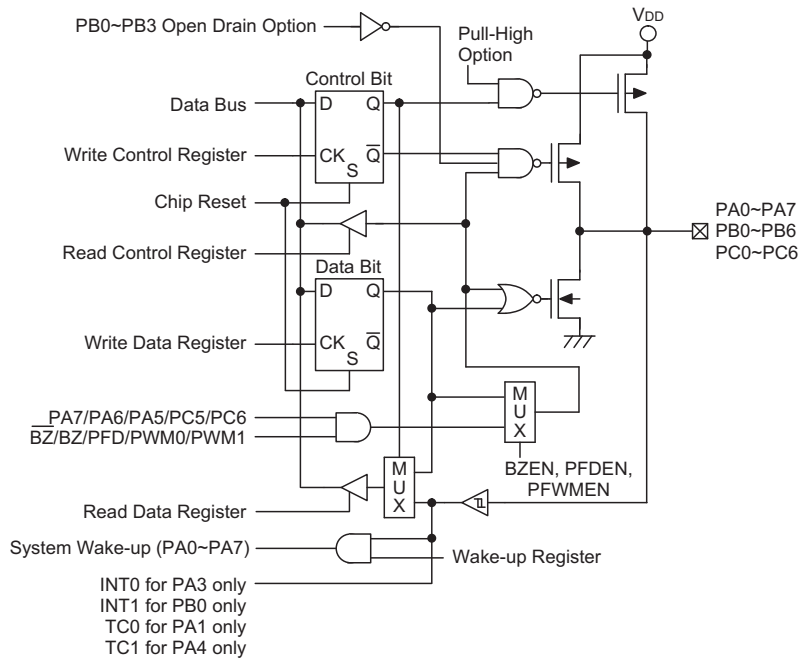 PB0~PB3 Open Drain Option
VDD
Pull-High
Option
Control Bit
Data Bus
D
Q
Write Control Register
CK
Q̅
S
Chip Reset
PA0~PA7
PB0~PB6
PC0~PC6
Read Control Register
Data Bit
D
Q
Write Data Register
CK
Q̅
S
PA7/PA6/PA5/PC5/PC6
B̅Z̅/BZ/PFD/PWM0/PWM1
M
U
X
BZEN, PFDEN,
PFWMEN
M
U
X
Read Data Register
System Wake-up (PA0~PA7)
Wake-up Register
INT0 for PA3 only
INT1 for PB0 only
TC0 for PA1 only
TC1 for PA4 only